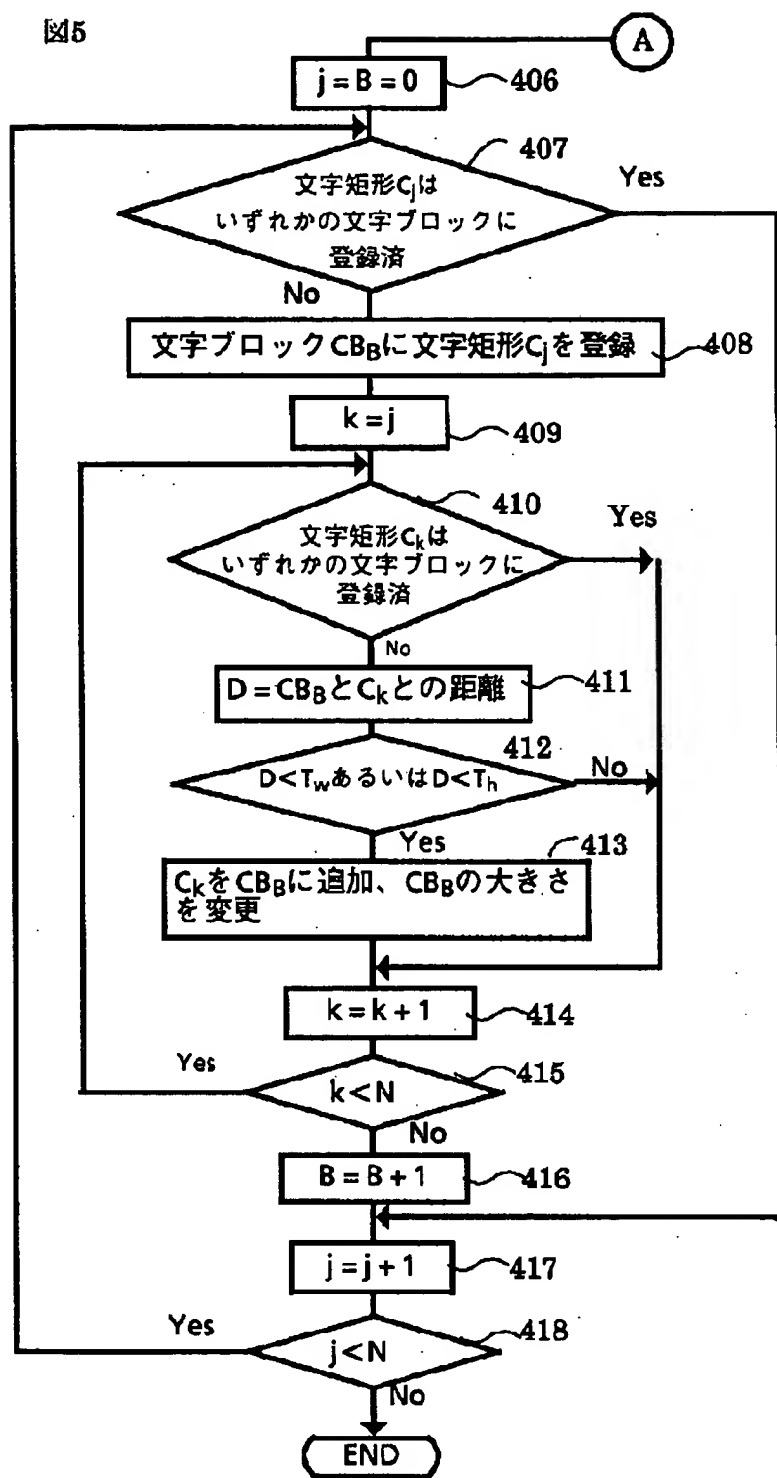 図5
A
j=B=0
406
407
文字矩形Cjは
いずれかの文字ブロックに
登録済
Yes
No
文字ブロックCBBに文字矩形Cjを登録
408
k=j
409
410
文字矩形Ckは
いずれかの文字ブロックに
登録済
Yes
No
D=CBBとCkとの距離
411
412
D<TwあるいはD<Th
No
Yes
413
CkをCBBに追加、CBBの大きさ
を変更
k=k+1
414
Yes
415
k<N
No
B=B+1
416
j=j+1
417
Yes
418
j<N
No
END